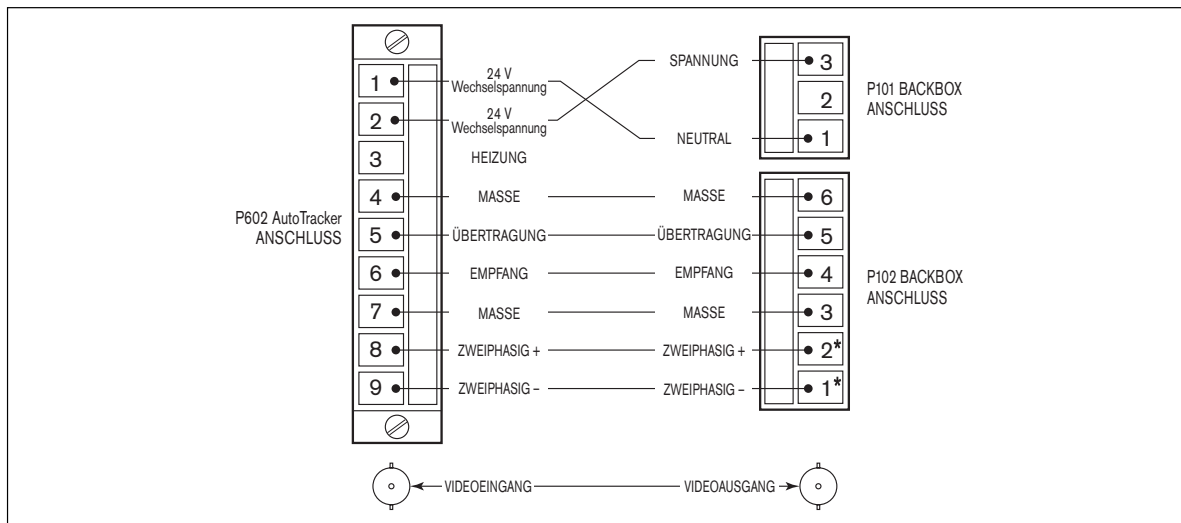 P602 AutoTracker
ANSCHLUSS
1
24 V
Wechselspannung
2
24 V
Wechselspannung
3
HEIZUNG
4
MASSE
5
ÜBERTRAGUNG
6
EMPFANG
7
MASSE
8
ZWEIPHASIG +
9
ZWEIPHASIG –
SPANNUNG
3
2
NEUTRAL
1
P101 BACKBOX
ANSCHLUSS
MASSE
6
ÜBERTRAGUNG
5
EMPFANG
4
MASSE
3
ZWEIPHASIG +
2*
ZWEIPHASIG –
1*
P102 BACKBOX
ANSCHLUSS
VIDEOEINGANG
VIDEOAUSGANG